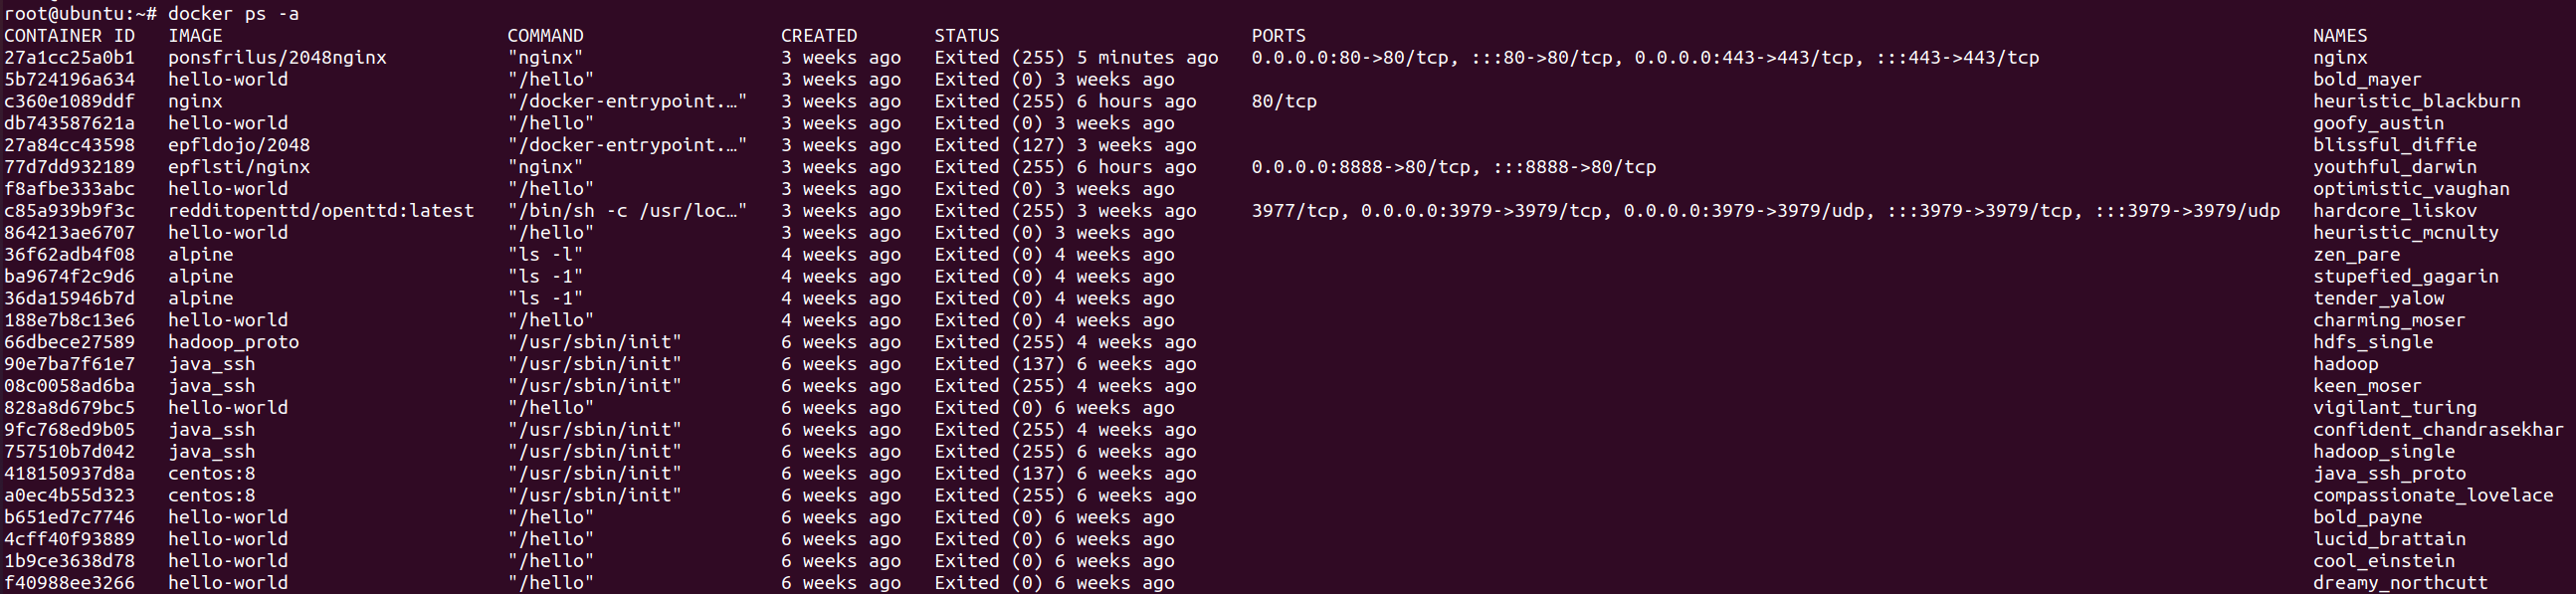 root@ubuntu:~# docker ps -a
CONTAINER ID   IMAGE                          COMMAND                  CREATED       STATUS                       PORTS                                                                                          NAMES
27a1cc25a0b1   ponsfrilus/2048nginx           "nginx"                  3 weeks ago   Exited (255) 5 minutes ago   0.0.0.0:80->80/tcp, :::80->80/tcp, 0.0.0.0:443->443/tcp, :::443->443/tcp                       nginx
5b724196a634   hello-world                    "/hello"                 3 weeks ago   Exited (0) 3 weeks ago                                                                                                      bold_mayer
c360e1089ddf   nginx                          "/docker-entrypoint.…"   3 weeks ago   Exited (255) 6 hours ago     80/tcp                                                                                         heuristic_blackburn
db743587621a   hello-world                    "/hello"                 3 weeks ago   Exited (0) 3 weeks ago                                                                                                      goofy_austin
27a84cc43598   epfldojo/2048                  "/docker-entrypoint.…"   3 weeks ago   Exited (127) 3 weeks ago                                                                                                    blissful_diffie
77d7dd932189   epflsti/nginx                  "nginx"                  3 weeks ago   Exited (255) 6 hours ago     0.0.0.0:8888->80/tcp, :::8888->80/tcp                                                          youthful_darwin
f8afbe333abc   hello-world                    "/hello"                 3 weeks ago   Exited (0) 3 weeks ago                                                                                                      optimistic_vaughan
c85a939b9f3c   redditopenttd/openttd:latest   "/bin/sh -c /usr/loc…"   3 weeks ago   Exited (255) 3 weeks ago     3977/tcp, 0.0.0.0:3979->3979/tcp, 0.0.0.0:3979->3979/udp, :::3979->3979/tcp, :::3979->3979/udp   hardcore_liskov
864213ae6707   hello-world                    "/hello"                 3 weeks ago   Exited (0) 3 weeks ago                                                                                                      heuristic_mcnulty
36f62adb4f08   alpine                         "ls -l"                  4 weeks ago   Exited (0) 4 weeks ago                                                                                                      zen_pare
ba9674f2c9d6   alpine                         "ls -1"                  4 weeks ago   Exited (0) 4 weeks ago                                                                                                      stupefied_gagarin
36da15946b7d   alpine                         "ls -1"                  4 weeks ago   Exited (0) 4 weeks ago                                                                                                      tender_yalow
188e7b8c13e6   hello-world                    "/hello"                 4 weeks ago   Exited (0) 4 weeks ago                                                                                                      charming_moser
66dbece27589   hadoop_proto                   "/usr/sbin/init"         6 weeks ago   Exited (255) 4 weeks ago                                                                                                    hdfs_single
90e7ba7f61e7   java_ssh                       "/usr/sbin/init"         6 weeks ago   Exited (137) 6 weeks ago                                                                                                    hadoop
08c0058ad6ba   java_ssh                       "/usr/sbin/init"         6 weeks ago   Exited (255) 4 weeks ago                                                                                                    keen_moser
828a8d679bc5   hello-world                    "/hello"                 6 weeks ago   Exited (0) 6 weeks ago                                                                                                      vigilant_turing
9fc768ed9b05   java_ssh                       "/usr/sbin/init"         6 weeks ago   Exited (255) 4 weeks ago                                                                                                    confident_chandrasekhar
757510b7d042   java_ssh                       "/usr/sbin/init"         6 weeks ago   Exited (255) 6 weeks ago                                                                                                    hadoop_single
418150937d8a   centos:8                       "/usr/sbin/init"         6 weeks ago   Exited (137) 6 weeks ago                                                                                                    java_ssh_proto
a0ec4b55d323   centos:8                       "/usr/sbin/init"         6 weeks ago   Exited (255) 6 weeks ago                                                                                                    compassionate_lovelace
b651ed7c7746   hello-world                    "/hello"                 6 weeks ago   Exited (0) 6 weeks ago                                                                                                      bold_payne
4cff40f93889   hello-world                    "/hello"                 6 weeks ago   Exited (0) 6 weeks ago                                                                                                      lucid_brattain
1b9ce3638d78   hello-world                    "/hello"                 6 weeks ago   Exited (0) 6 weeks ago                                                                                                      cool_einstein
f40988ee3266   hello-world                    "/hello"                 6 weeks ago   Exited (0) 6 weeks ago                                                                                                      dreamy_northcutt